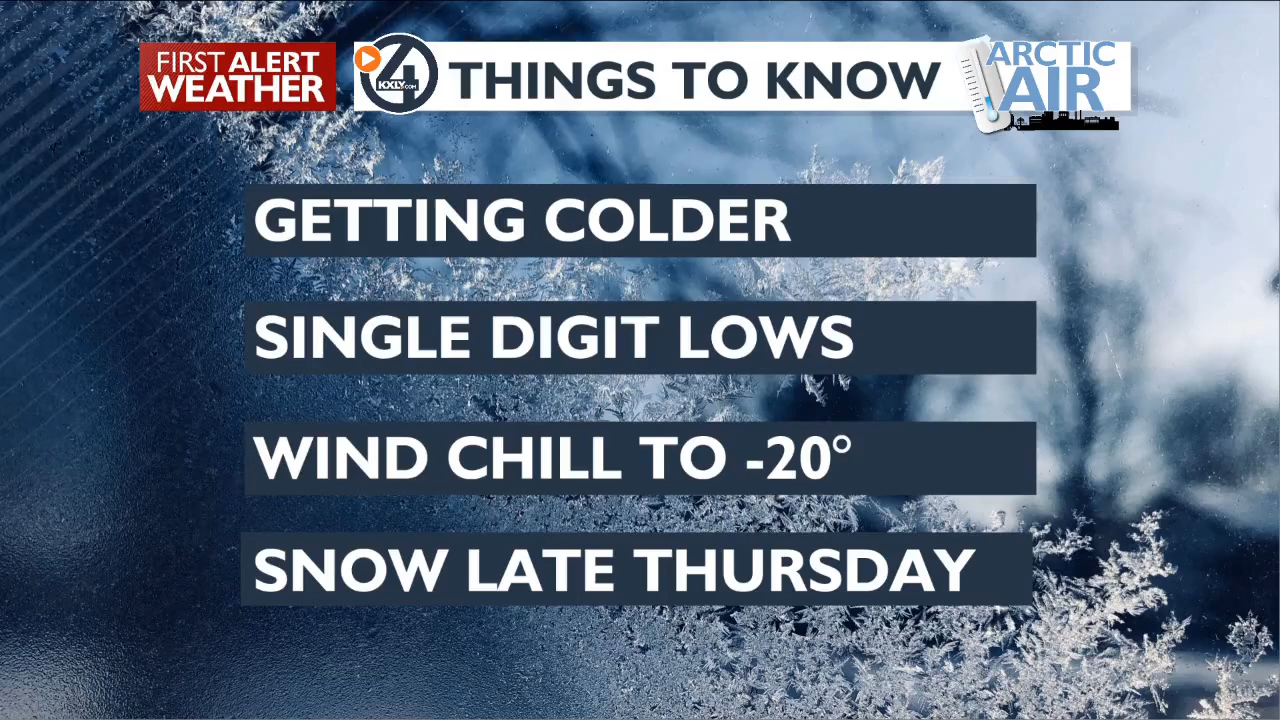 FIRST ALERT
WEATHER
4
KXLY.COM
THINGS TO KNOW
ARCTIC
AIR
GETTING COLDER
SINGLE DIGIT LOWS
WIND CHILL TO -20°
SNOW LATE THURSDAY